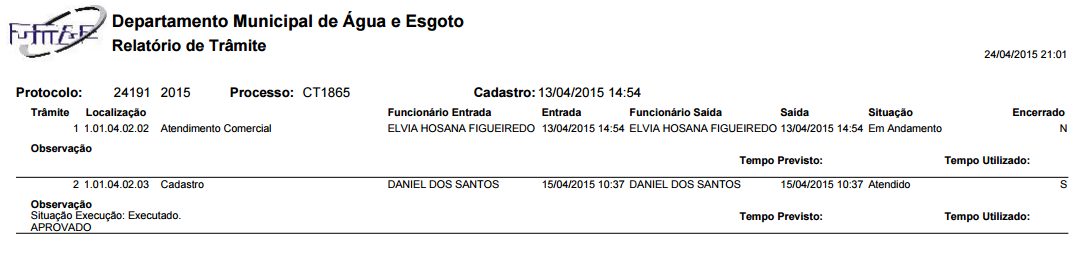 Departamento Municipal de Água e Esgoto
Relatório de Trâmite
24/04/2015 21:01
Protocolo: 24191 2015 Processo: CT1865 Cadastro: 13/04/2015 14:54
Trâmite Localização Funcionário Entrada Entrada Funcionário Saída Saída Situação Encerrado
1 1.01.04.02.02 Atendimento Comercial ELVIA HOSANA FIGUEIREDO 13/04/2015 14:54 ELVIA HOSANA FIGUEIREDO 13/04/2015 14:54 Em Andamento N
Observação
Tempo Previsto: Tempo Utilizado:
2 1.01.04.02.03 Cadastro DANIEL DOS SANTOS 15/04/2015 10:37 DANIEL DOS SANTOS 15/04/2015 10:37 Atendido S
Observação
Situação Execução: Executado. Tempo Previsto: Tempo Utilizado:
APROVADO